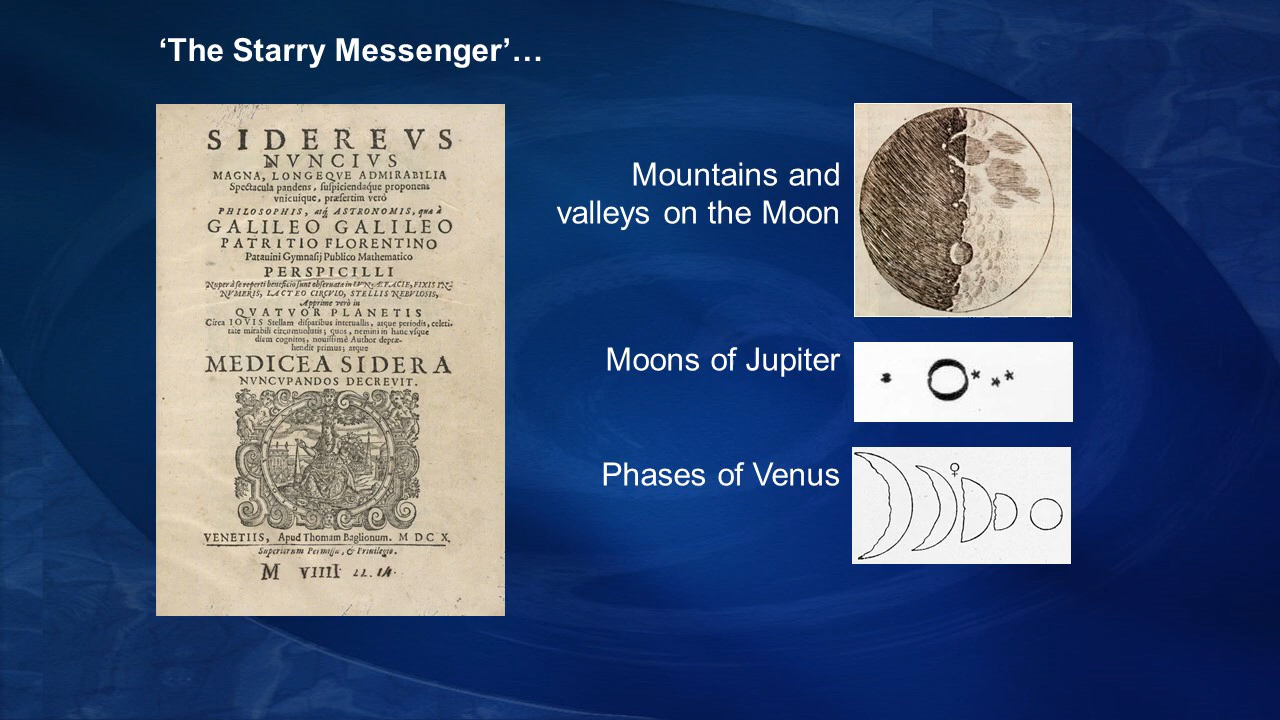 ‘The Starry Messenger’…
SIDEREVS
NVNCIVS
MAGNA, LONGEQVE ADMIRABILIA
Spectacula pandens, ſuſpiciendaque proponens
vnicuique, præſertim verò
PHILOSOPHIS, atq́; ASTRONOMIS, quæ à
GALILEO GALILEO
PATRITIO FLORENTINO
Patauini Gymnaſij Publico Mathematico
PERSPICILLI
Nuper à ſe reperti beneficio ſunt obſeruata in LVNÆ FACIE, FIXIS IN-
NVMERIS, LACTEO CIRCVLO, STELLIS NEBVLOSIS,
Apprime verò in
QVATVOR PLANETIS
Circa IOVIS Stellam diſparibus interuallis, atque periodis, celeri-
tate mirabili circumuolutis; quos, nemini in hanc vſque
diem cognitos, nouiſſimè Author depræ-
hendit primus; atque
MEDICEA SIDERA
NVNCVPANDOS DECREVIT.
VENETIIS, Apud Thomam Baglionum. MDCX.
Superiorum Permiſſu, & Priuilegio.
M VIIII
Mountains and
valleys on the Moon
Moons of Jupiter
Phases of Venus
♀